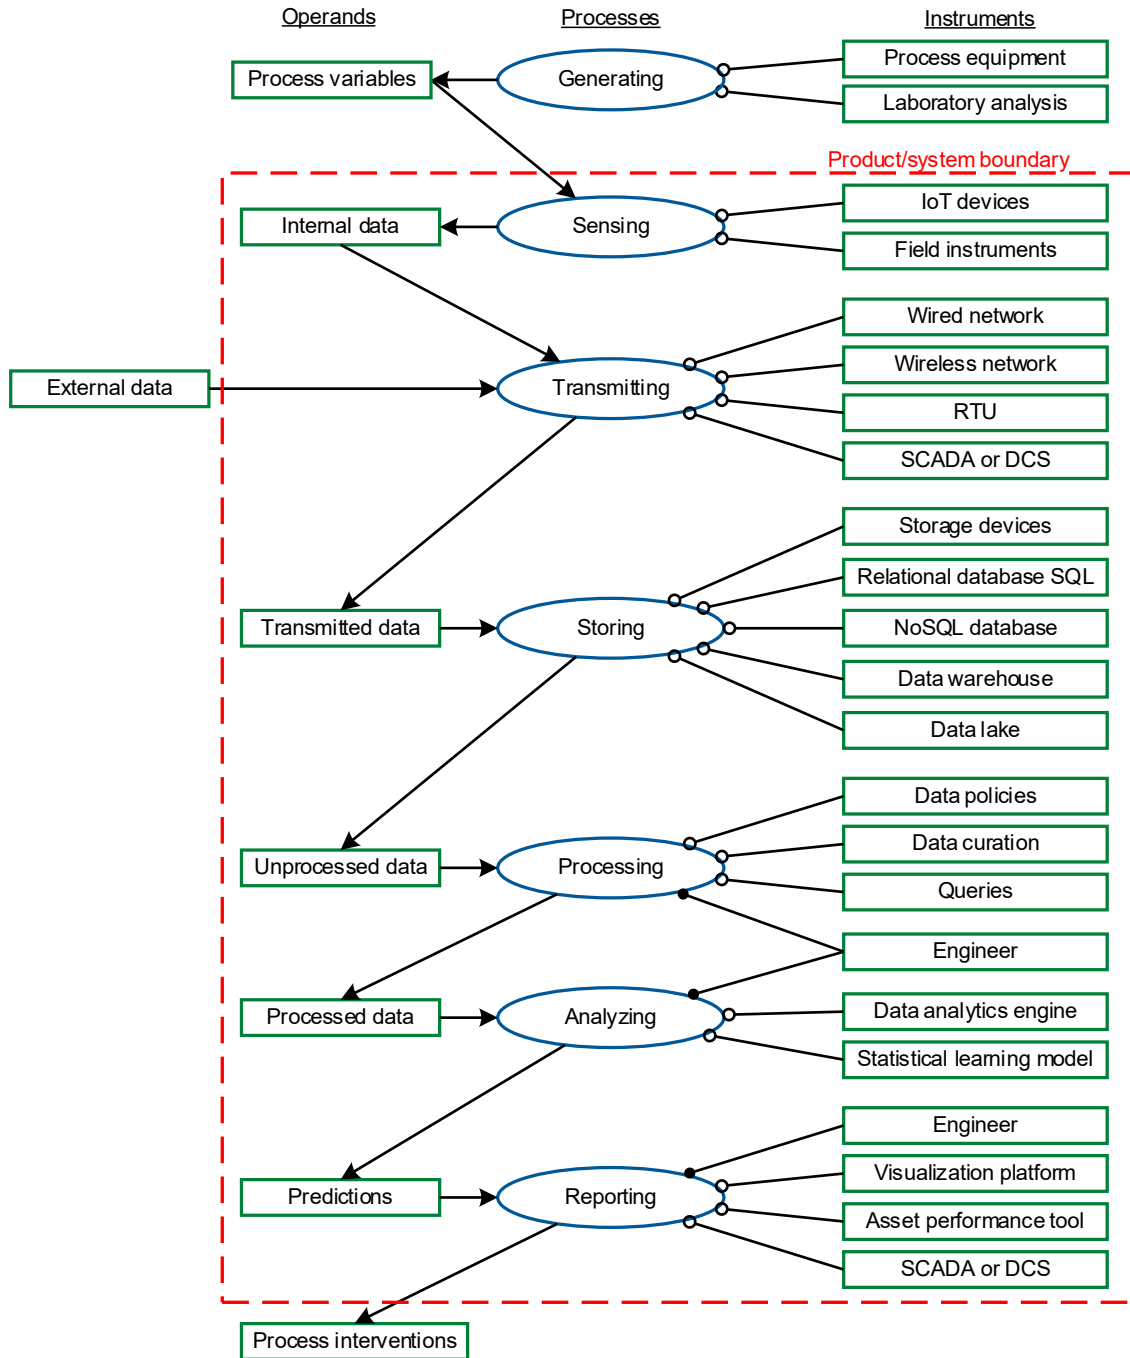 Operands
Processes
Instruments
Process variables
Generating
Process equipment
Laboratory analysis
Product/system boundary
Internal data
Sensing
IoT devices
Field instruments
External data
Transmitting
Wired network
Wireless network
RTU
SCADA or DCS
Transmitted data
Storing
Storage devices
Relational database SQL
NoSQL database
Data warehouse
Data lake
Unprocessed data
Processing
Data policies
Data curation
Queries
Engineer
Processed data
Analyzing
Data analytics engine
Statistical learning model
Predictions
Reporting
Engineer
Visualization platform
Asset performance tool
SCADA or DCS
Process interventions